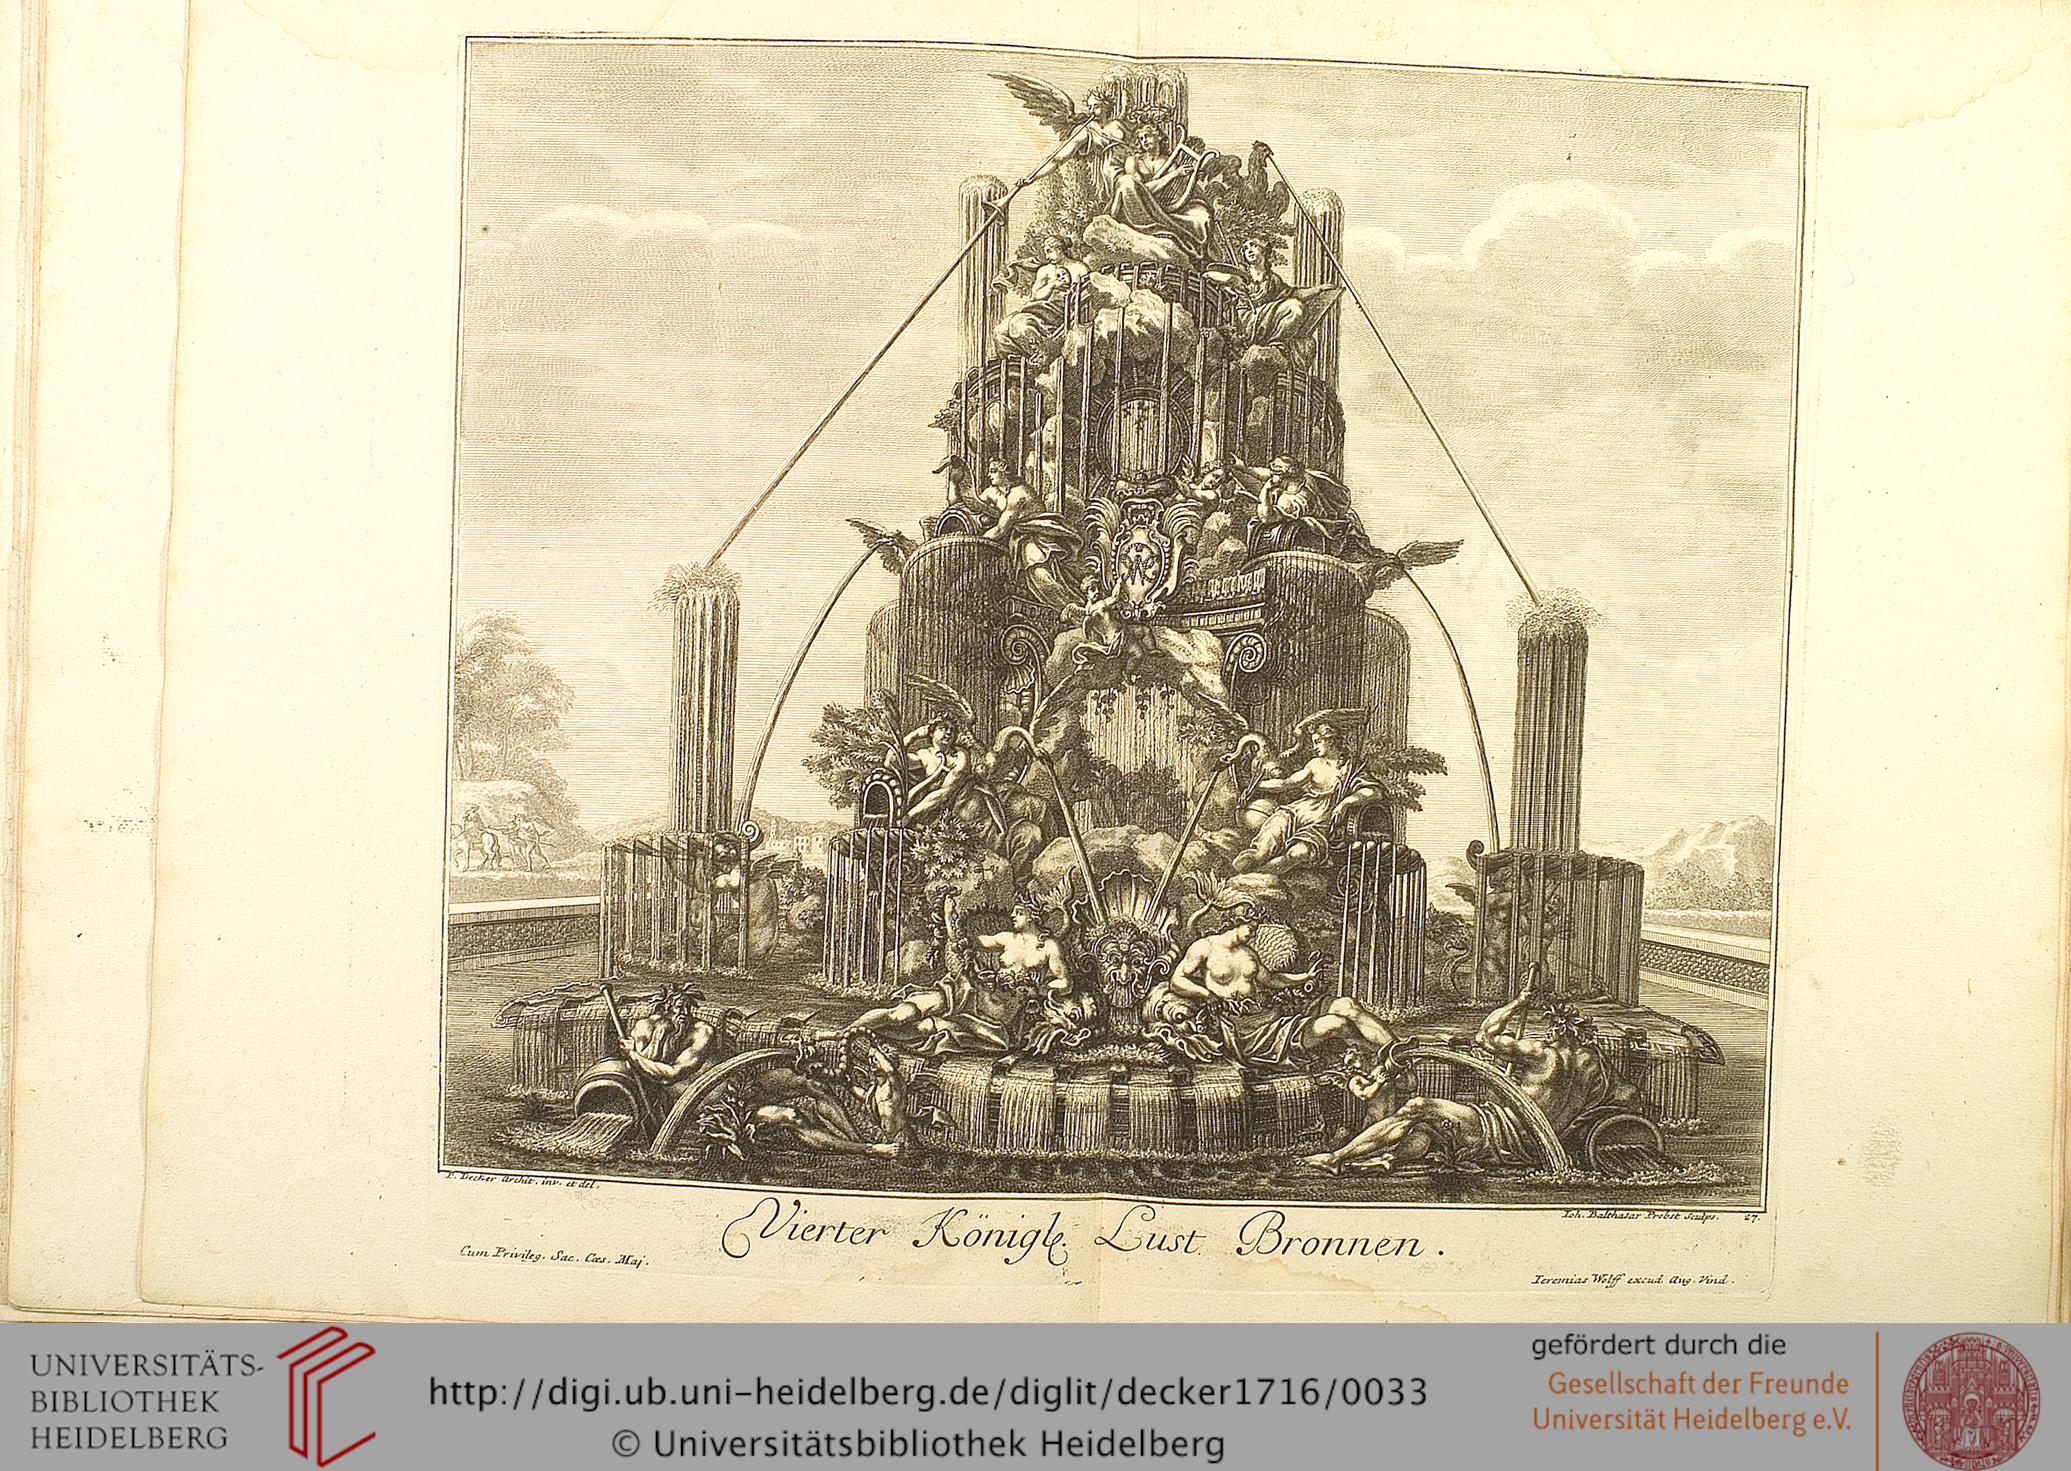 P. Decker Archit. inv. et del.
Ioh. Balthasar Probst Sculps. 27.
Vierter Königl. Lust Bronnen.
Cum Privileg. Sac. Cæs. Maj.
Ieremias Wolff excud. Aug. Vind.
UNIVERSITÄTS-
BIBLIOTHEK
HEIDELBERG
http://digi.ub.uni-heidelberg.de/diglit/decker1716/0033
© Universitätsbibliothek Heidelberg
gefördert durch die
Gesellschaft der Freunde
Universität Heidelberg e.V.